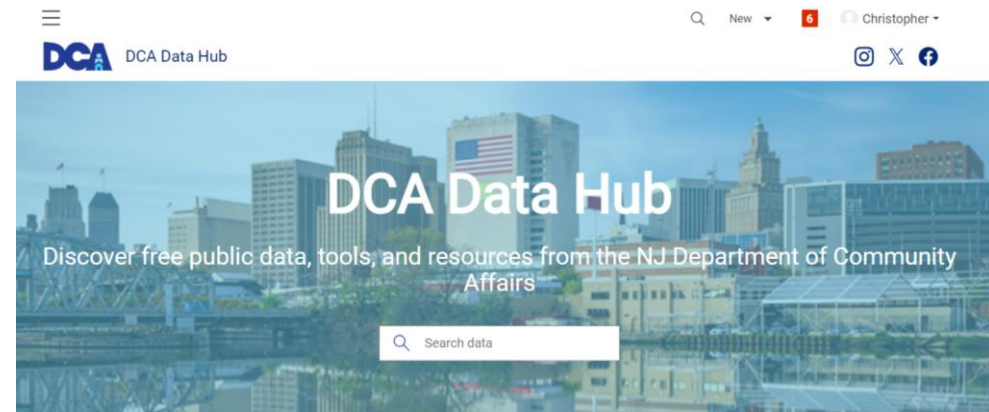 New
6
Christopher
DCA
DCA Data Hub
DCA Data Hub
Discover free public data, tools, and resources from the NJ Department of Community
Affairs
Search data